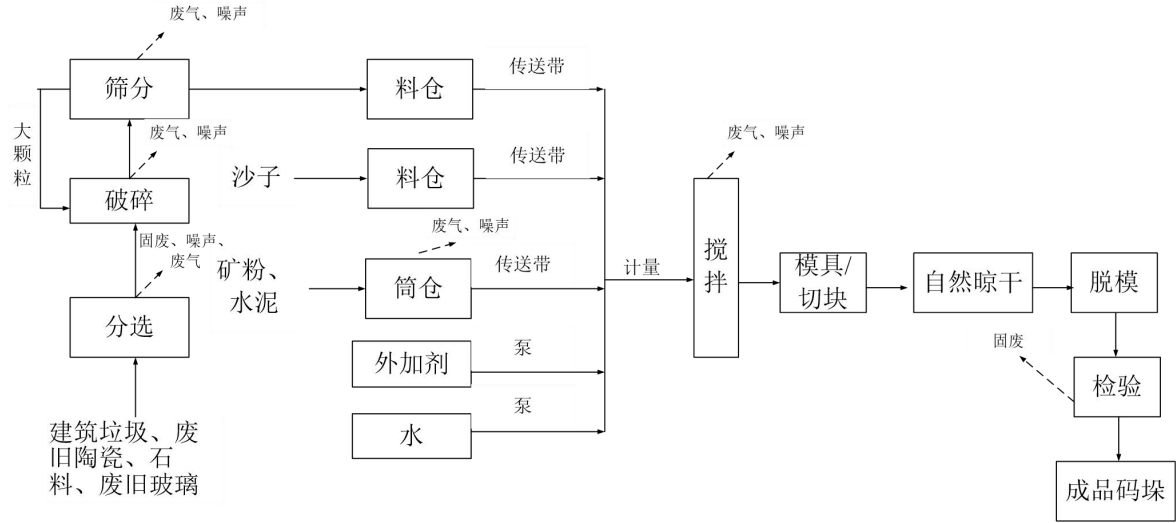 废气、噪声
筛分
料仓
传送带
大
颗
粒
废气、噪声
破碎
沙子
料仓
传送带
固废、噪声、
废气
矿粉、
水泥
废气、噪声
筒仓
传送带
分选
外加剂
泵
水
泵
建筑垃圾、废
旧陶瓷、石
料、废旧玻璃
计量
废气、噪声
搅
拌
模具/
切块
自然晾干
脱模
固废
检验
成品码垛